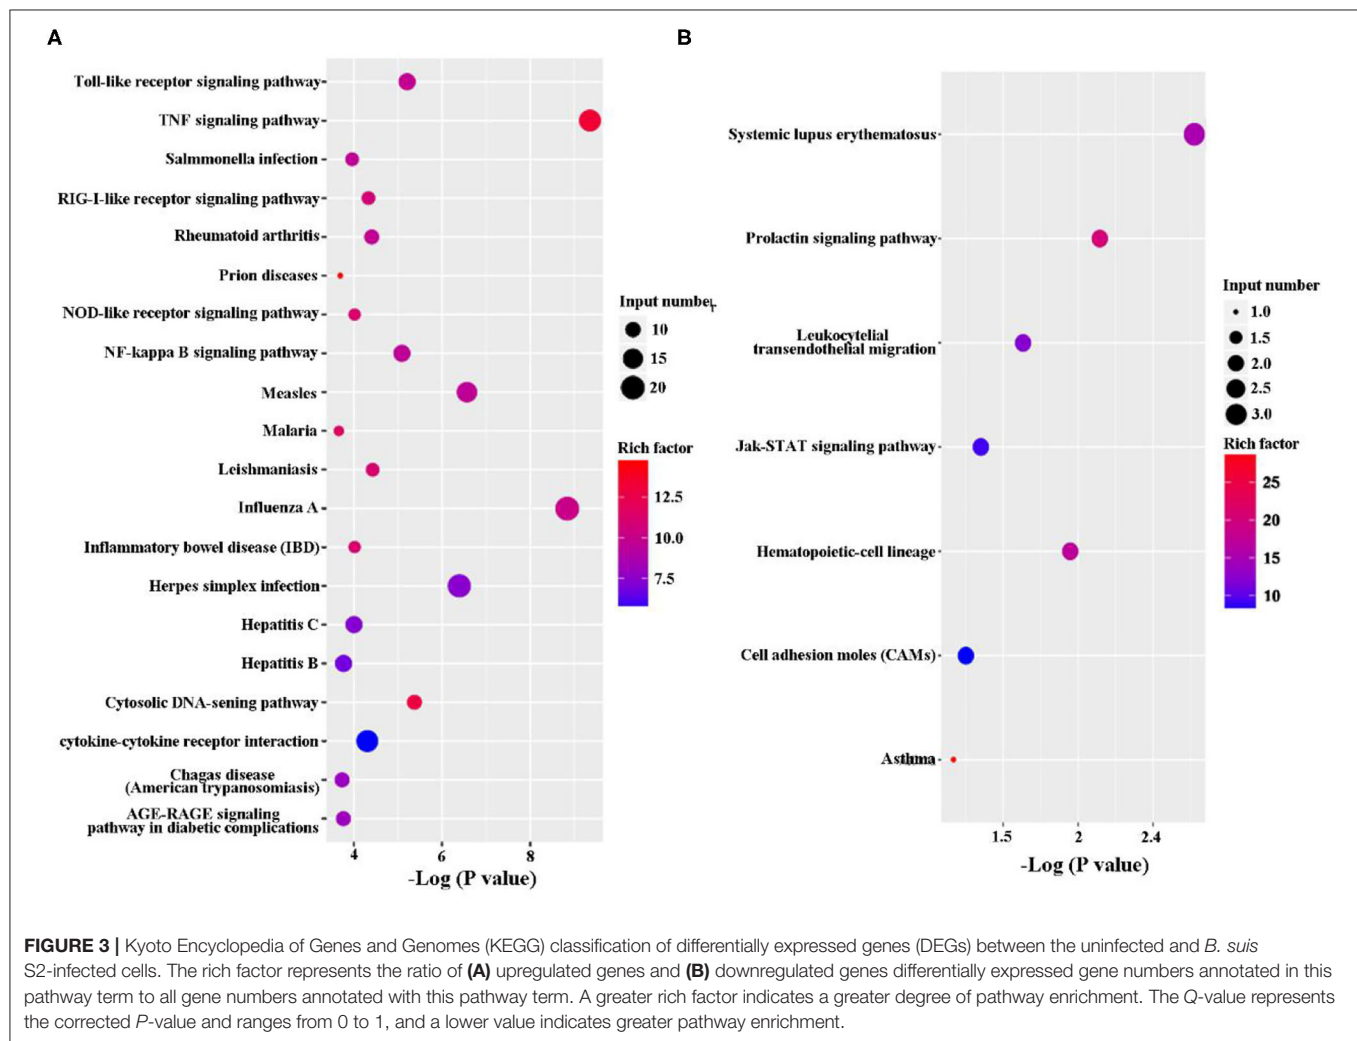 A
Toll-like receptor signaling pathway
TNF signaling pathway
Salmmonella infection
RIG-I-like receptor signaling pathway
Rheumatoid arthritis
Prion diseases
NOD-like receptor signaling pathway
NF-kappa B signaling pathway
Measles
Malaria
Leishmaniasis
Influenza A
Inflammatory bowel disease (IBD)
Herpes simplex infection
Hepatitis C
Hepatitis B
Cytosolic DNA-sening pathway
cytokine-cytokine receptor interaction
Chagas disease
(American trypanosomiasis)
AGE-RAGE signaling
pathway in diabetic complications
4 6 8
-Log (P value)
Input number
10
15
20
Rich factor
12.5
10.0
7.5
B
Systemic lupus erythematosus
Prolactin signaling pathway
Leukocytelial
transendothelial migration
Jak-STAT signaling pathway
Hematopoietic-cell lineage
Cell adhesion moles (CAMs)
Asthma
1.5 2 2.4
-Log (P value)
Input number
1.0
1.5
2.0
2.5
3.0
Rich factor
25
20
15
10
FIGURE 3 | Kyoto Encyclopedia of Genes and Genomes (KEGG) classification of differentially expressed genes (DEGs) between the uninfected and B. suis
S2-infected cells. The rich factor represents the ratio of (A) upregulated genes and (B) downregulated genes differentially expressed gene numbers annotated in this
pathway term to all gene numbers annotated with this pathway term. A greater rich factor indicates a greater degree of pathway enrichment. The Q-value represents
the corrected P-value and ranges from 0 to 1, and a lower value indicates greater pathway enrichment.